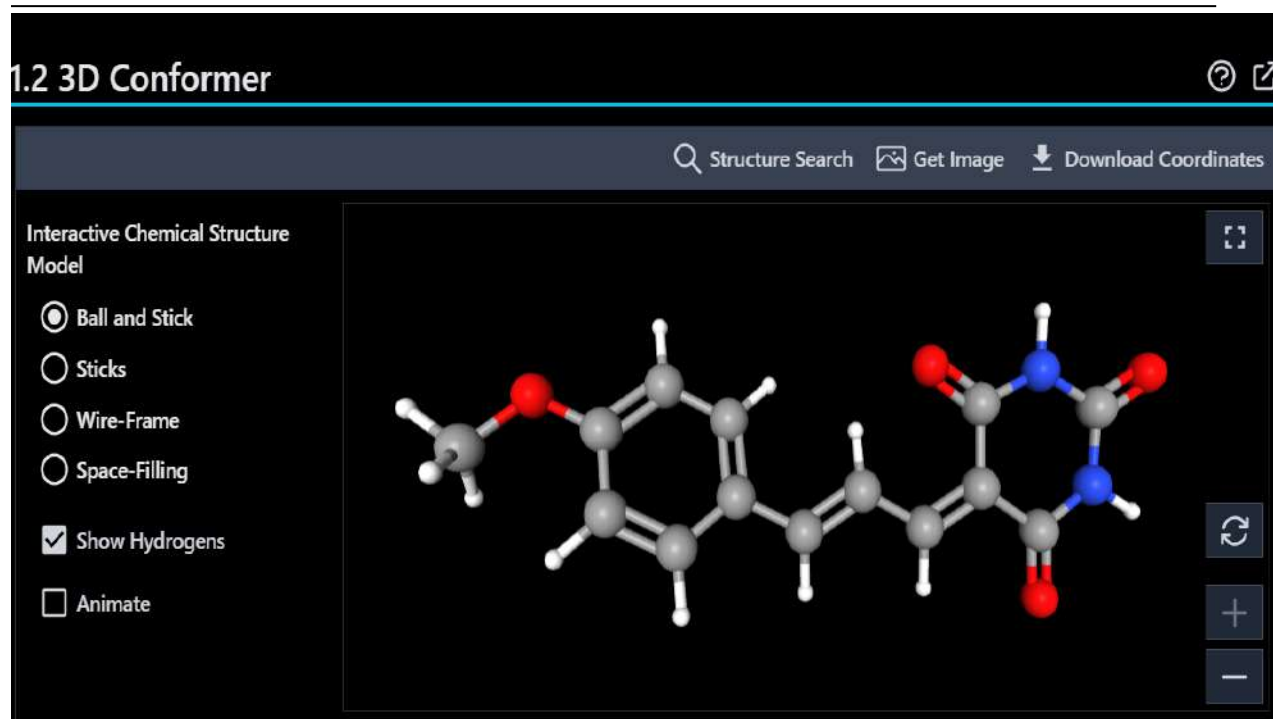 1.2 3D Conformer
Structure Search Get Image Download Coordinates
Interactive Chemical Structure
Model
Ball and Stick
Sticks
Wire-Frame
Space-Filling
Show Hydrogens
Animate